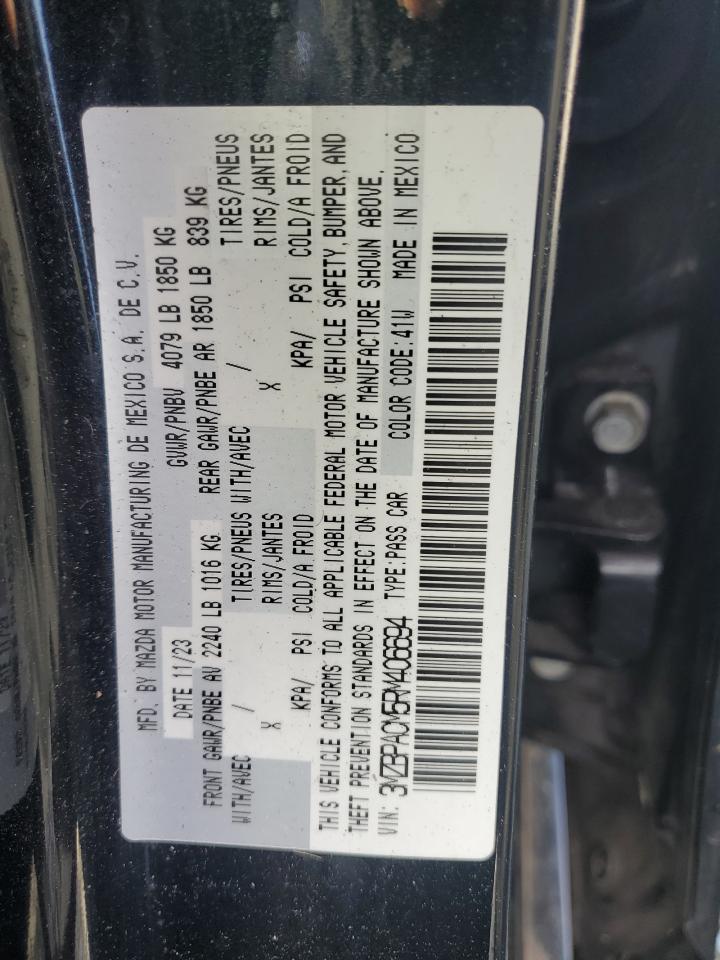 MFD. BY MAZDA MOTOR MANUFACTURING DE MEXICO S.A. DE C.V.
DATE 11/23 GVWR/PNBV 4079 LB 1850 KG
FRONT GAWR/PNBE AV 2240 LB 1016 KG REAR GAWR/PNBE AR 1850 LB 839 KG
WITH/AVEC / TIRES/PNEUS WITH/AVEC / TIRES/PNEUS
X RIMS/JANTES X RIMS/JANTES
KPA/ PSI COLD/A FROID KPA/ PSI COLD/A FROID
THIS VEHICLE CONFORMS TO ALL APPLICABLE FEDERAL MOTOR VEHICLE SAFETY, BUMPER, AND
THEFT PREVENTION STANDARDS IN EFFECT ON THE DATE OF MANUFACTURE SHOWN ABOVE.
VIN: 3MZBPACM5RM406694 TYPE:PASS CAR COLOR CODE:41W MADE IN MEXICO